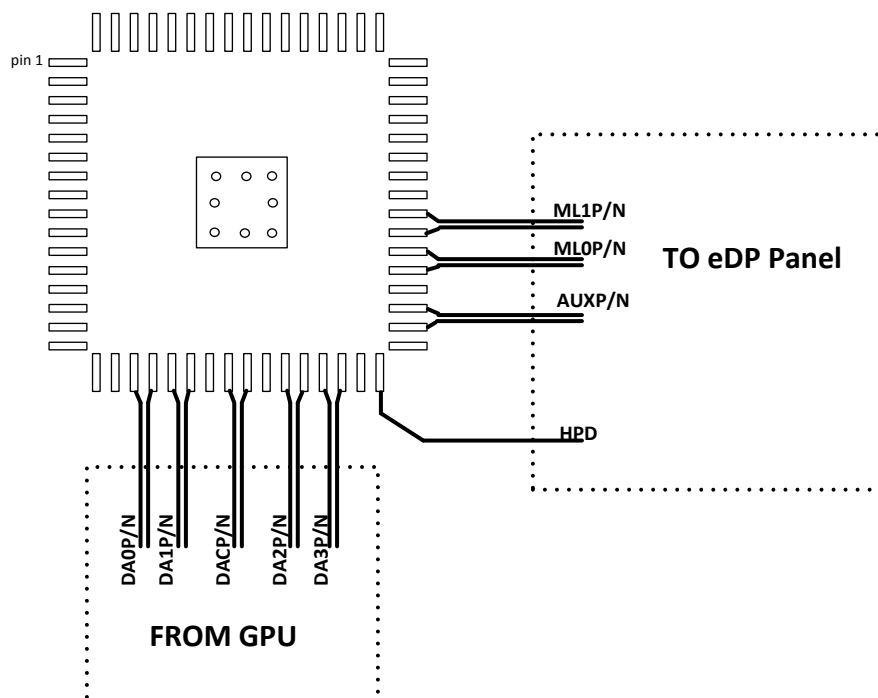 pin 1
ML1P/N
ML0P/N
TO eDP Panel
AUXP/N
HPD
DA0P/N
DA1P/N
DACP/N
DA2P/N
DA3P/N
FROM GPU